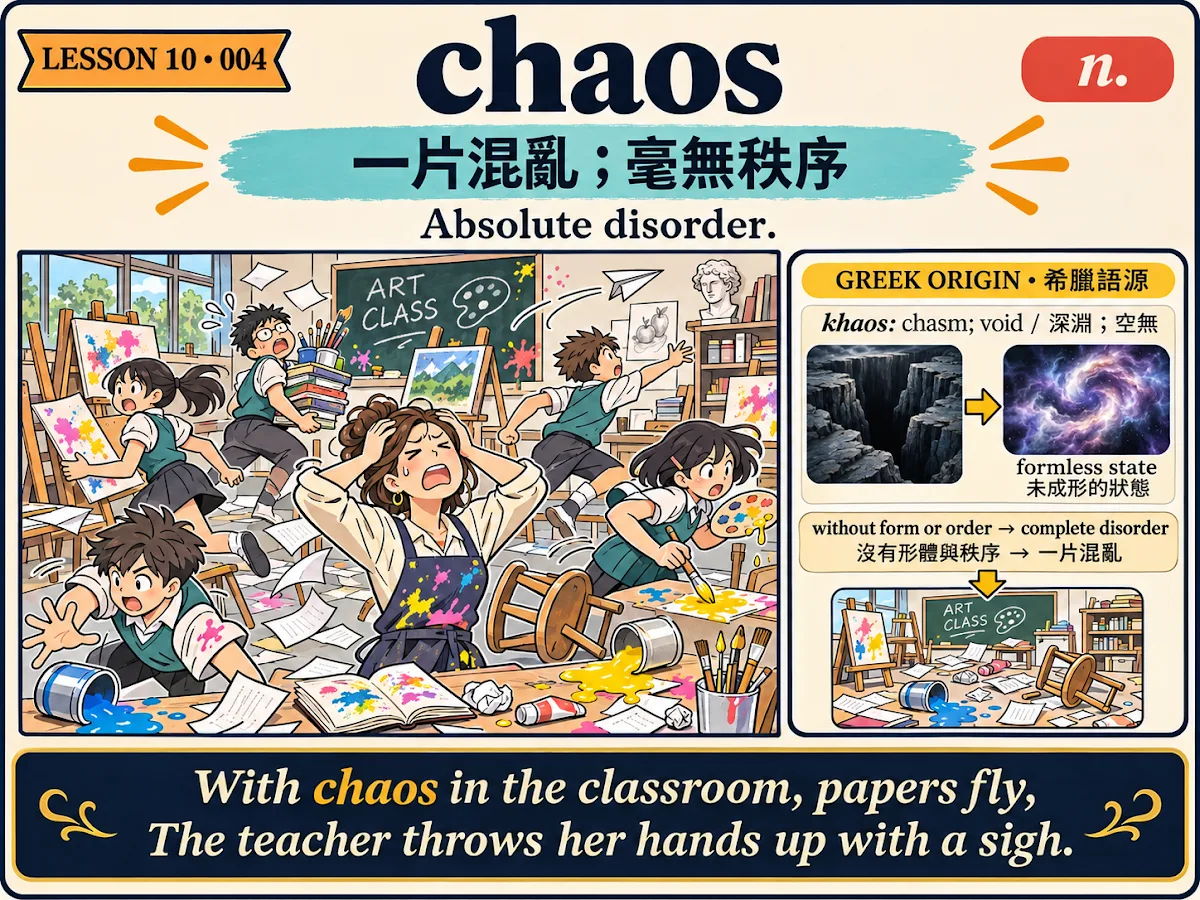 LESSON 10 • 004
chaos
n.
一片混亂；毫無秩序
Absolute disorder.
ART
CLASS
GREEK ORIGIN • 希臘語源
khaos: chasm; void / 深淵；空無
formless state
未成形的狀態
without form or order → complete disorder
沒有形體與秩序 → 一片混亂
ART
CLASS
With chaos in the classroom, papers fly,
The teacher throws her hands up with a sigh.